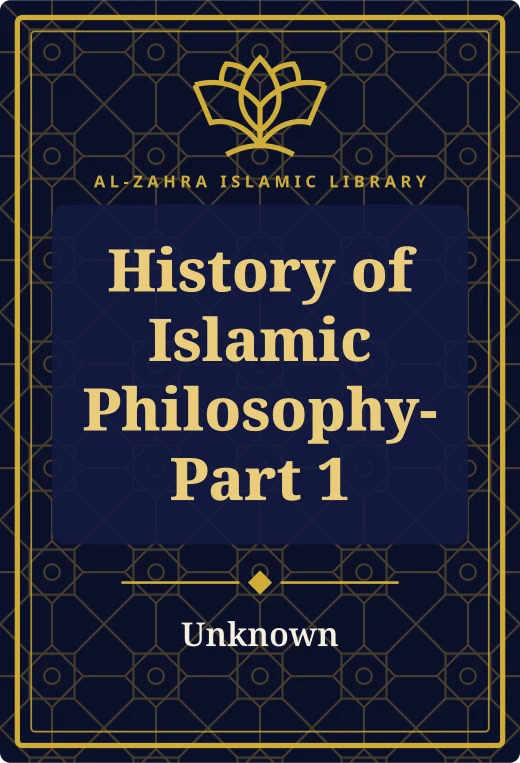 AL-ZAHRA ISLAMIC LIBRARY
History of
Islamic
Philosophy-
Part 1
Unknown